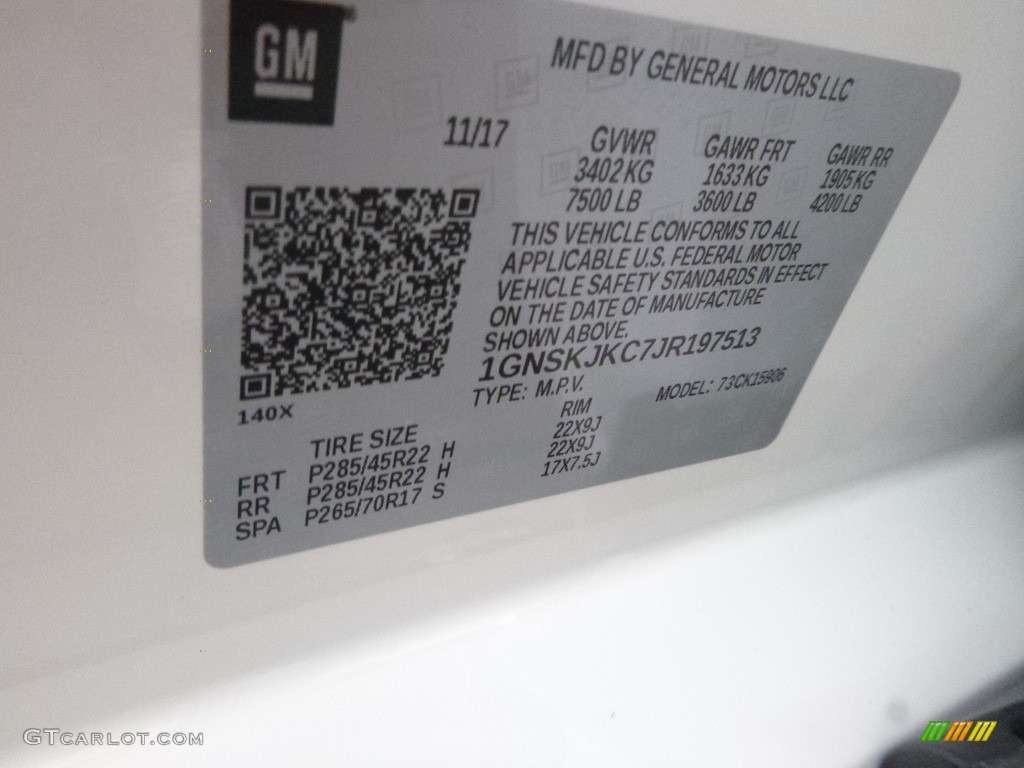 GM
MFD BY GENERAL MOTORS LLC
11/17
GVWR GAWR FRT GAWR RR
3402 KG 1633 KG 1905 KG
7500 LB 3600 LB 4200 LB
THIS VEHICLE CONFORMS TO ALL
APPLICABLE U.S. FEDERAL MOTOR
VEHICLE SAFETY STANDARDS IN EFFECT
ON THE DATE OF MANUFACTURE
SHOWN ABOVE.
1GNSKJKC7JR197513
TYPE: M.P.V. MODEL: 73CK15906
140X
TIRE SIZE RIM
FRT P285/45R22 H 22X9J
RR P285/45R22 H 22X9J
SPA P265/70R17 S 17X7.5J
GTCARLOT.COM